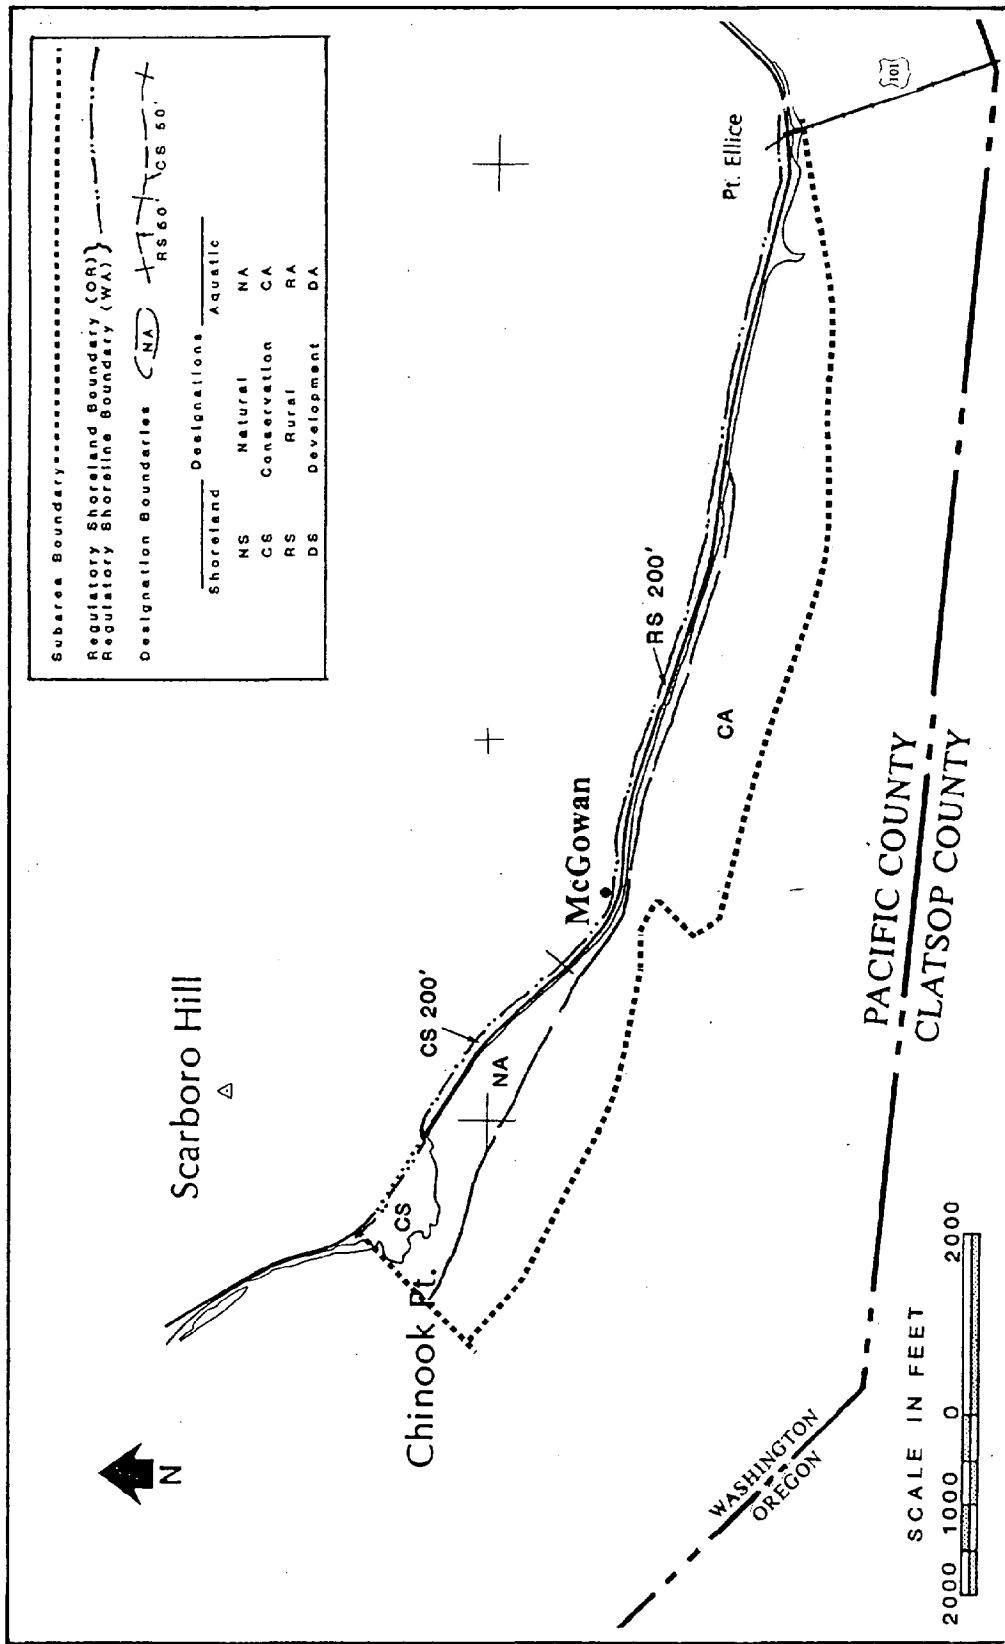 Subarea Boundary
Regulatory Shoreland Boundary (OR)}
Regulatory Shoreline Boundary (WA)}
Designation Boundaries NA RS 60' CS 50'
Designations
Shoreland Aquatic
NS Natural NA
CS Conservation CA
RS Rural RA
DS Development DA
N
Scarboro Hill
Chinook Pt.
CS
CS 200'
NA
McGowan
RS 200'
CA
Pt. Ellice
101
WASHINGTON
OREGON
PACIFIC COUNTY
CLATSOP COUNTY
SCALE IN FEET
2000 1000 0 2000